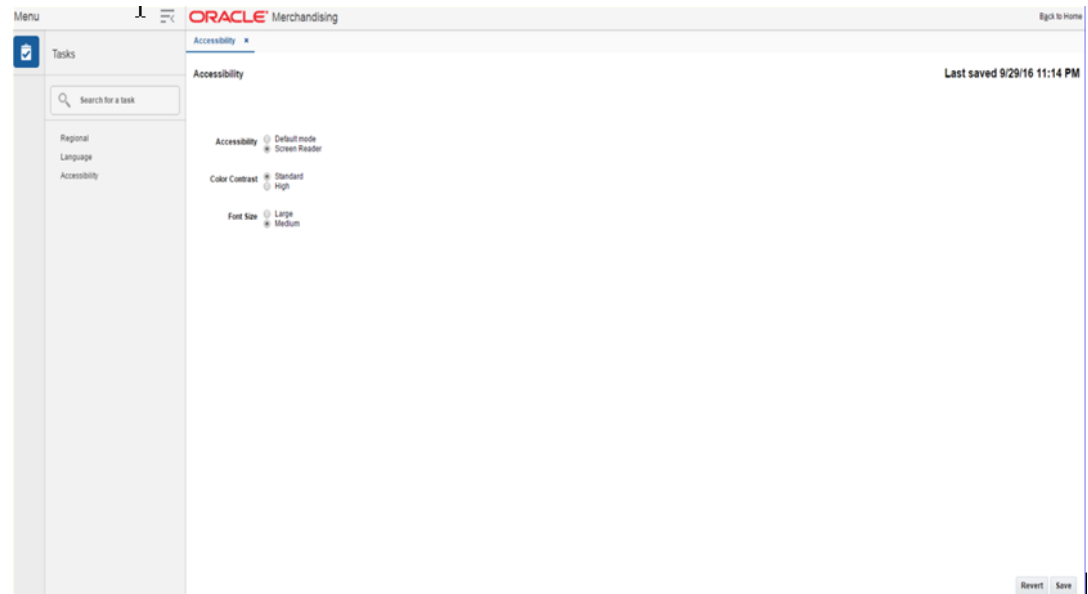 Menu
ORACLE Merchandising
Back to Home
Tasks
Search for a task
Regional
Language
Accessibility
Accessibility
Accessibility
Last saved 9/29/16 11:14 PM
Accessibility
Default mode
Screen Reader
Color Contrast
Standard
High
Font Size
Large
Medium
Revert
Save